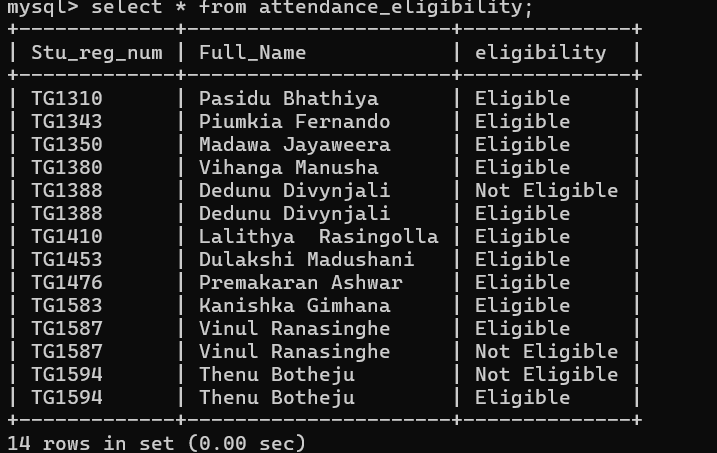 mysql> select * from attendance_eligibility;
+-------------+----------------------+--------------+
| Stu_reg_num | Full_Name            | eligibility  |
+-------------+----------------------+--------------+
| TG1310      | Pasidu Bhathiya      | Eligible     |
| TG1343      | Piumkia Fernando     | Eligible     |
| TG1350      | Madawa Jayaweera     | Eligible     |
| TG1380      | Vihanga Manusha      | Eligible     |
| TG1388      | Dedunu Divynjali     | Not Eligible |
| TG1388      | Dedunu Divynjali     | Eligible     |
| TG1410      | Lalithya  Rasingolla | Eligible     |
| TG1453      | Dulakshi Madushani   | Eligible     |
| TG1476      | Premakaran Ashwar    | Eligible     |
| TG1583      | Kanishka Gimhana     | Eligible     |
| TG1587      | Vinul Ranasinghe     | Eligible     |
| TG1587      | Vinul Ranasinghe     | Not Eligible |
| TG1594      | Thenu Botheju        | Not Eligible |
| TG1594      | Thenu Botheju        | Eligible     |
+-------------+----------------------+--------------+
14 rows in set (0.00 sec)